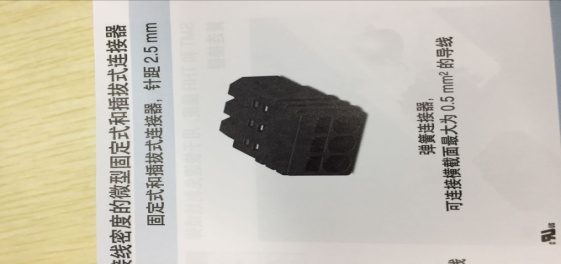 接线密度的微型固定式和插拔式连接器
固定式和插拔式连接器，针距 2.5 mm
弹簧连接器，
可连接横截面最大为 0.5 mm² 的导线
线